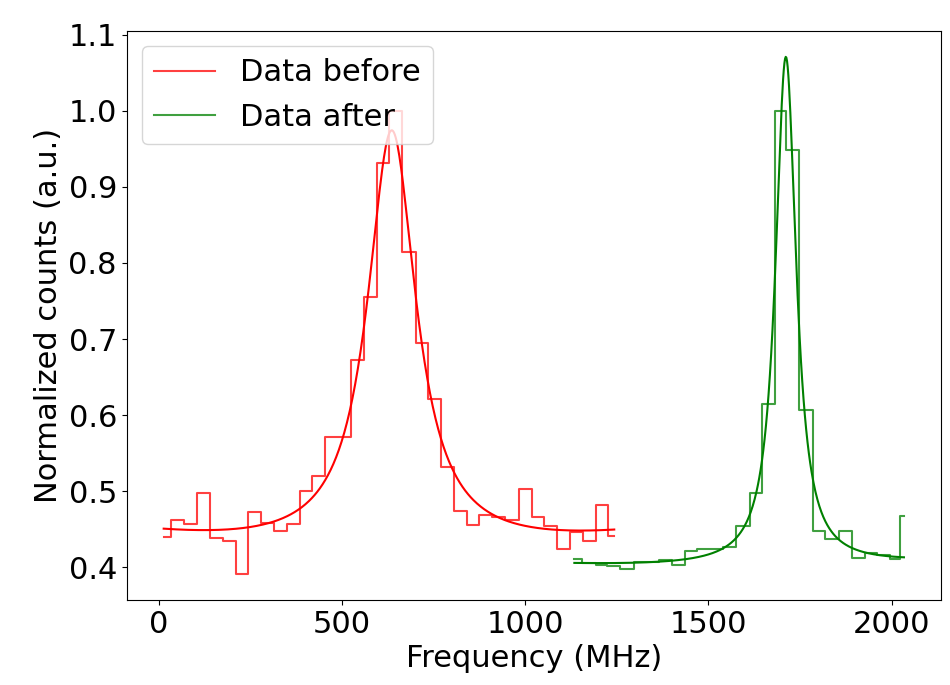 Data before
Data after
Normalized counts (a.u.)
1.1
1.0
0.9
0.8
0.7
0.6
0.5
0.4
0 500 1000 1500 2000
Frequency (MHz)